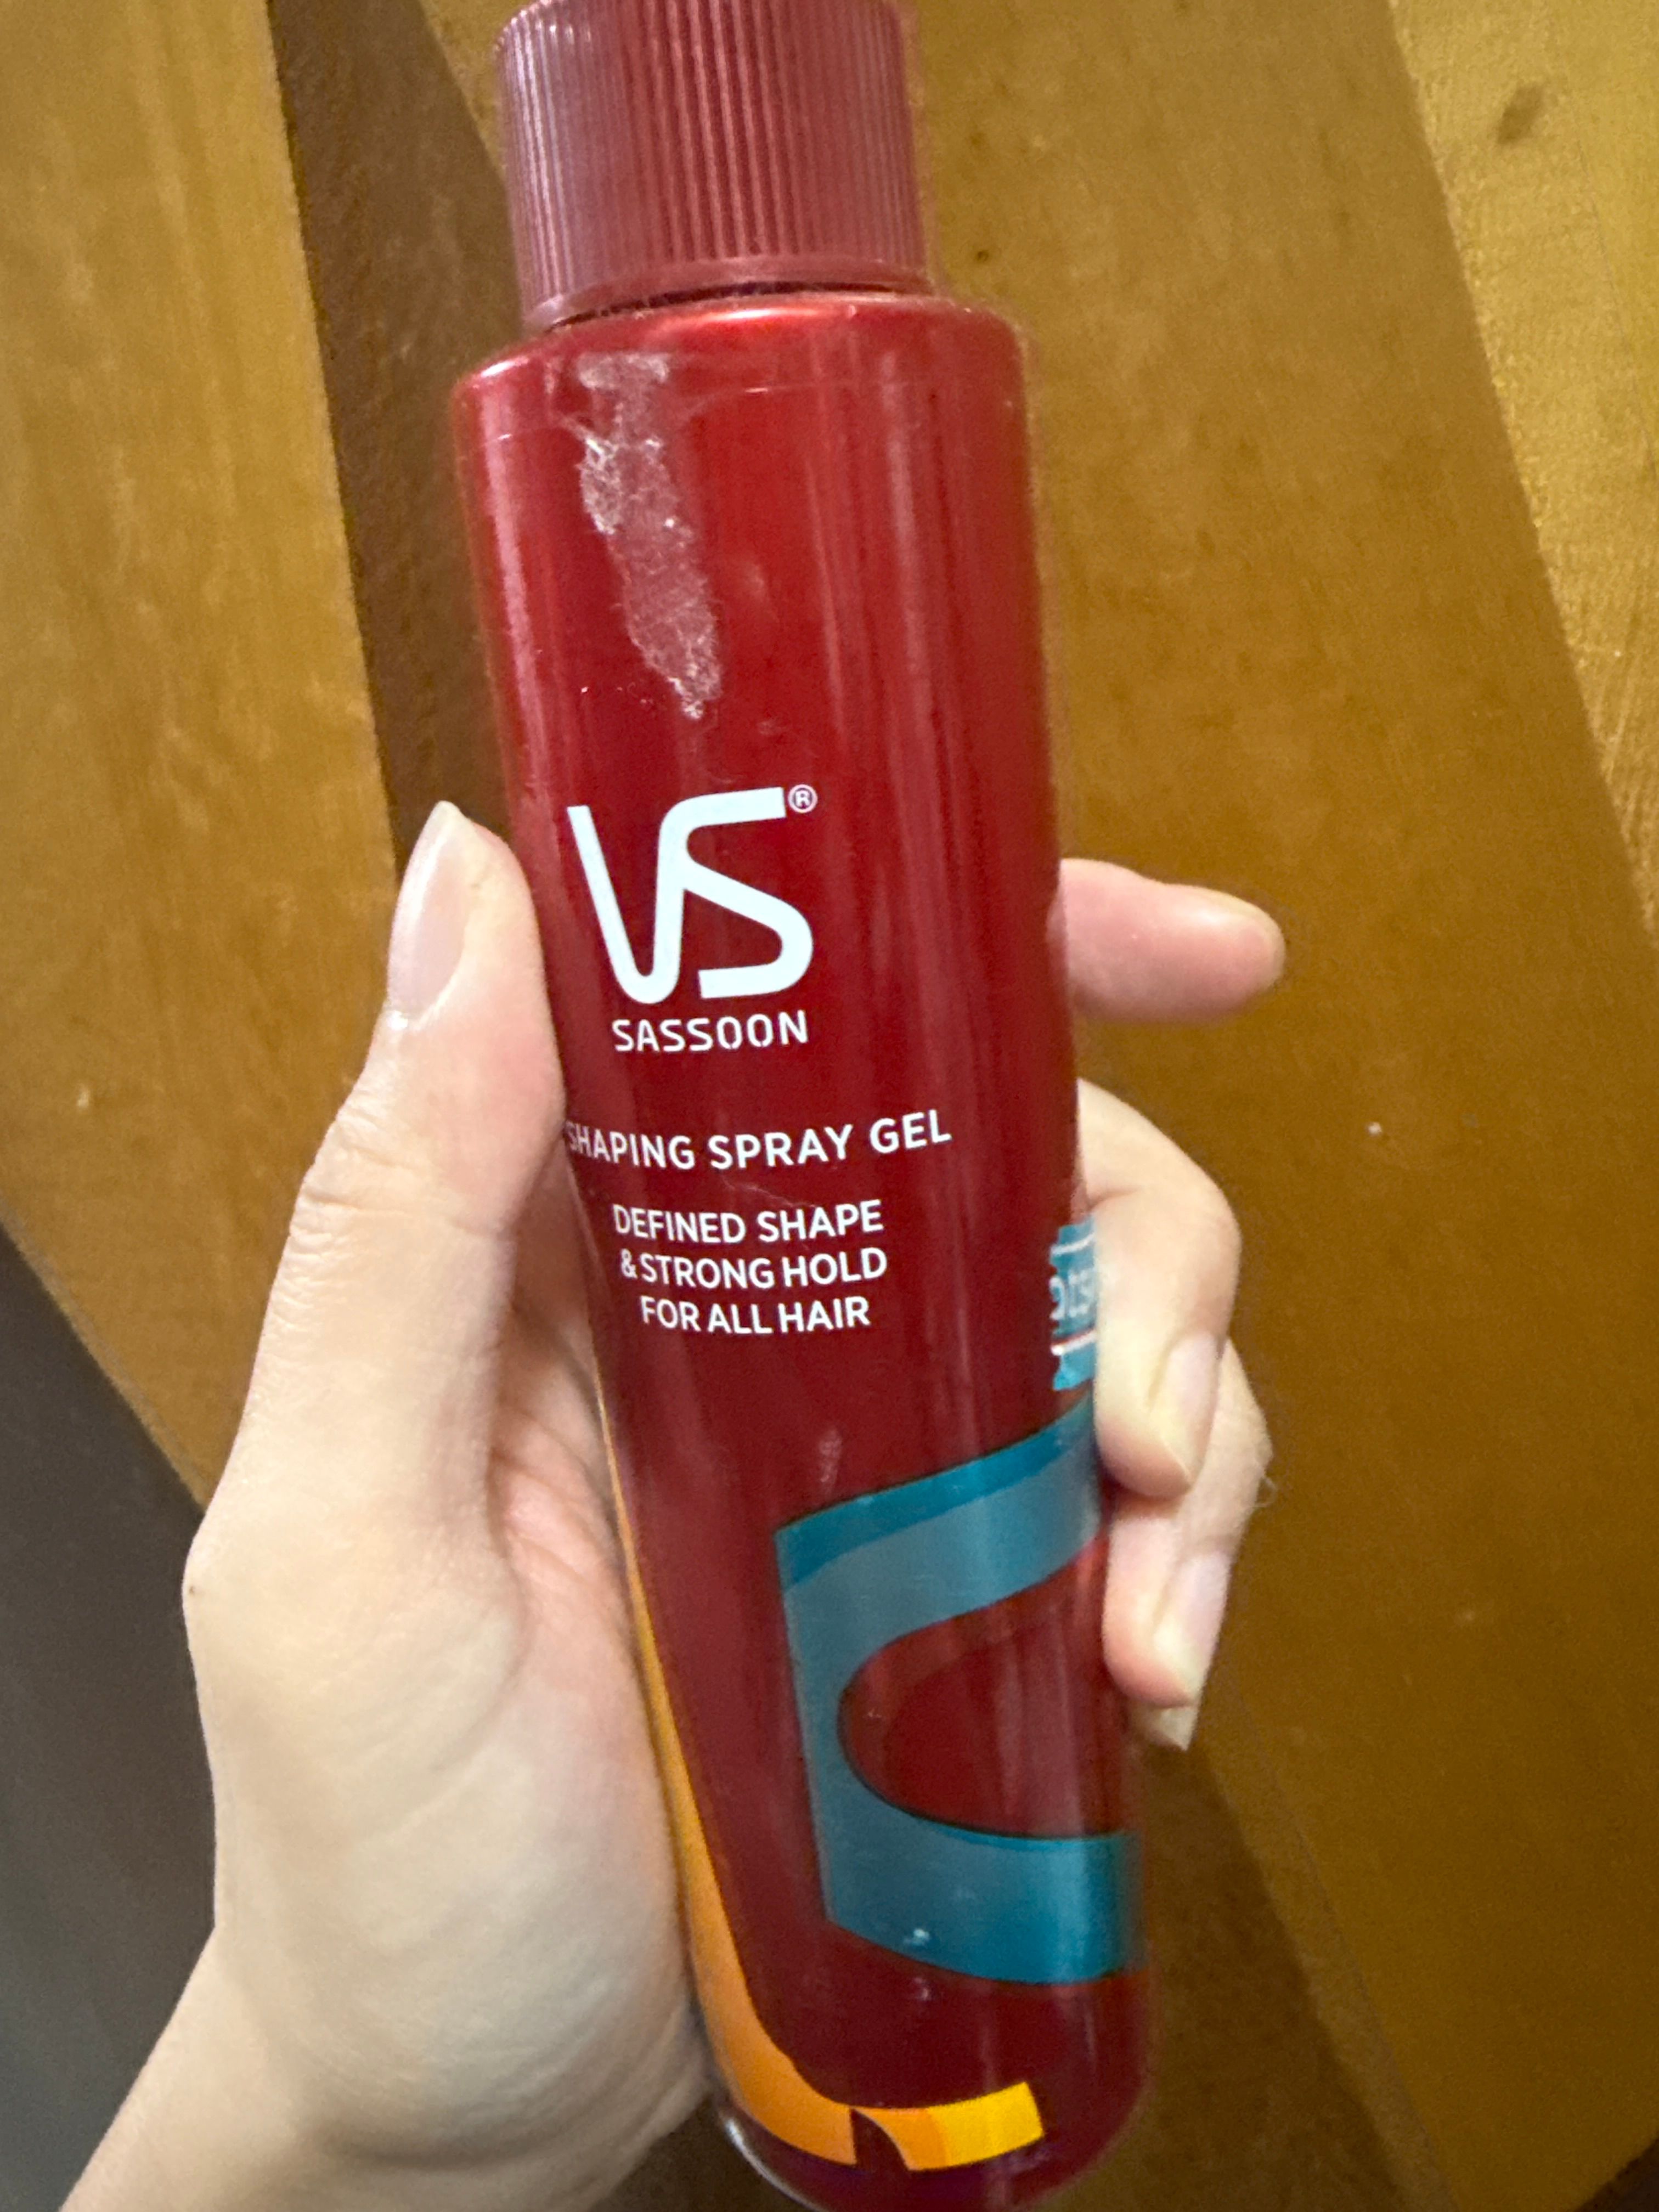 VS®
SASSOON
SHAPING SPRAY GEL
DEFINED SHAPE
& STRONG HOLD
FOR ALL HAIR